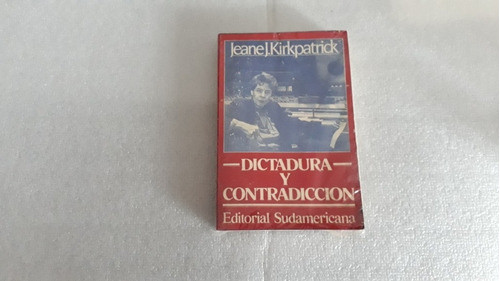 Jeane J. Kirkpatrick
—DICTADURA—
Y
CONTRADICCION
Editorial Sudamericana